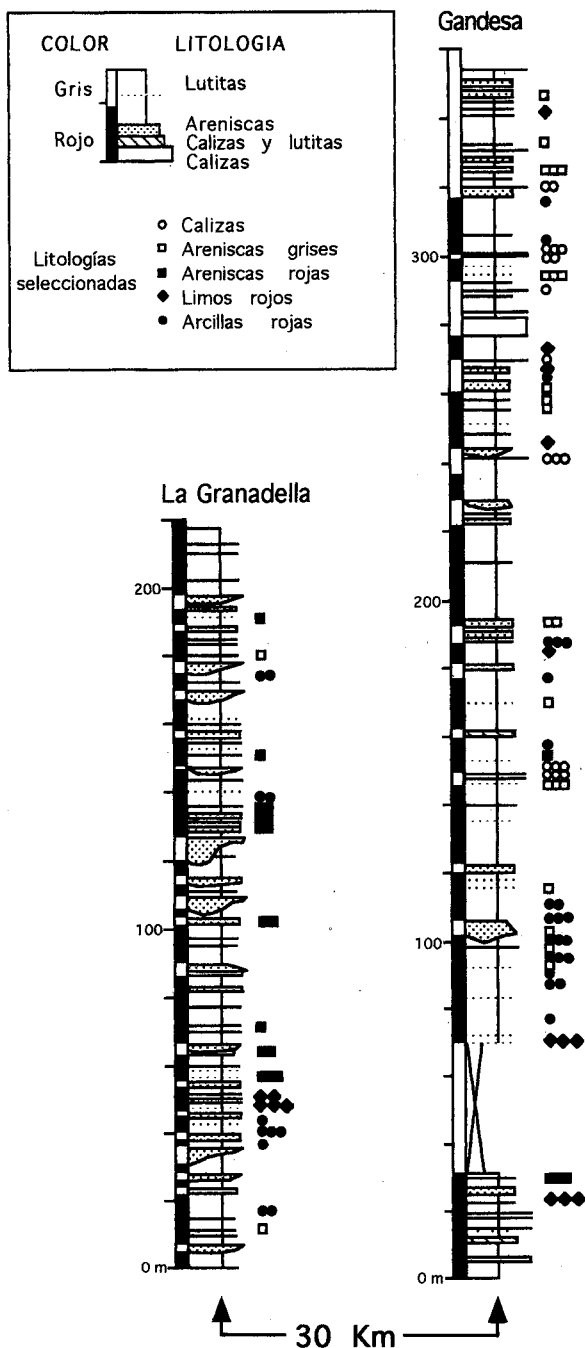 Gandesa
COLOR LITOLOGIA
Gris Lutitas
Areniscas
Rojo Calizas y lutitas
Calizas
Calizas
Areniscas grises
Litologías Areniscas rojas
seleccionadas Limos rojos
Arcillas rojas
300
La Granadella
200
200
100
100
0 m
0 m
30 Km